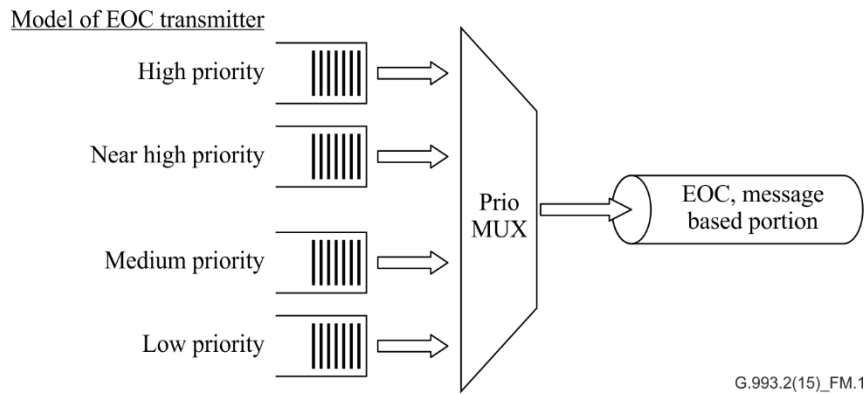 Model of EOC transmitter
High priority
Near high priority
Medium priority
Low priority
Prio
MUX
EOC, message
based portion
G.993.2(15)_FM.1